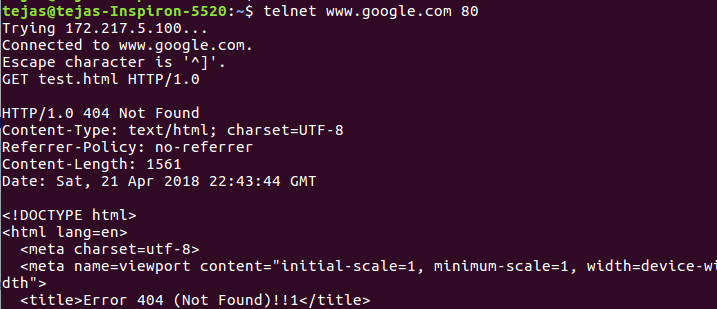 tejas@tejas-Inspiron-5520:~$ telnet www.google.com 80
Trying 172.217.5.100...
Connected to www.google.com.
Escape character is '^]'.
GET test.html HTTP/1.0

HTTP/1.0 404 Not Found
Content-Type: text/html; charset=UTF-8
Referrer-Policy: no-referrer
Content-Length: 1561
Date: Sat, 21 Apr 2018 22:43:44 GMT

<!DOCTYPE html>
<html lang=en>
  <meta charset=utf-8>
  <meta name=viewport content="initial-scale=1, minimum-scale=1, width=device-wi
dth">
  <title>Error 404 (Not Found)!!1</title>